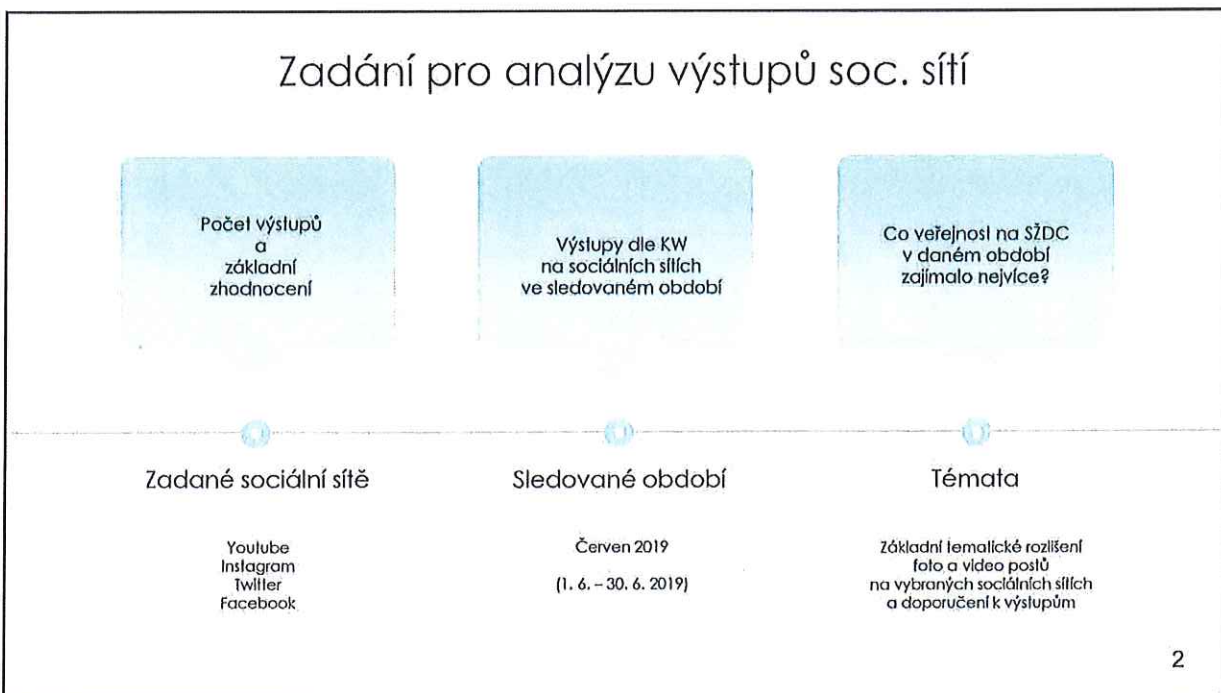 Zadání pro analýzu výstupů soc. sítí
Počet výstupů
a
základní
zhodnocení
Výstupy dle KW
na sociálních sítích
ve sledovaném období
Co veřejnost na SŽDC
v daném období
zajímalo nejvíce?
Zadané sociální sítě
Youtube
Instagram
Twitter
Facebook
Sledované období
Červen 2019
(1. 6. – 30. 6. 2019)
Témata
Základní tematické rozlišení
foto a video postů
na vybraných sociálních sítích
a doporučení k výstupům
2